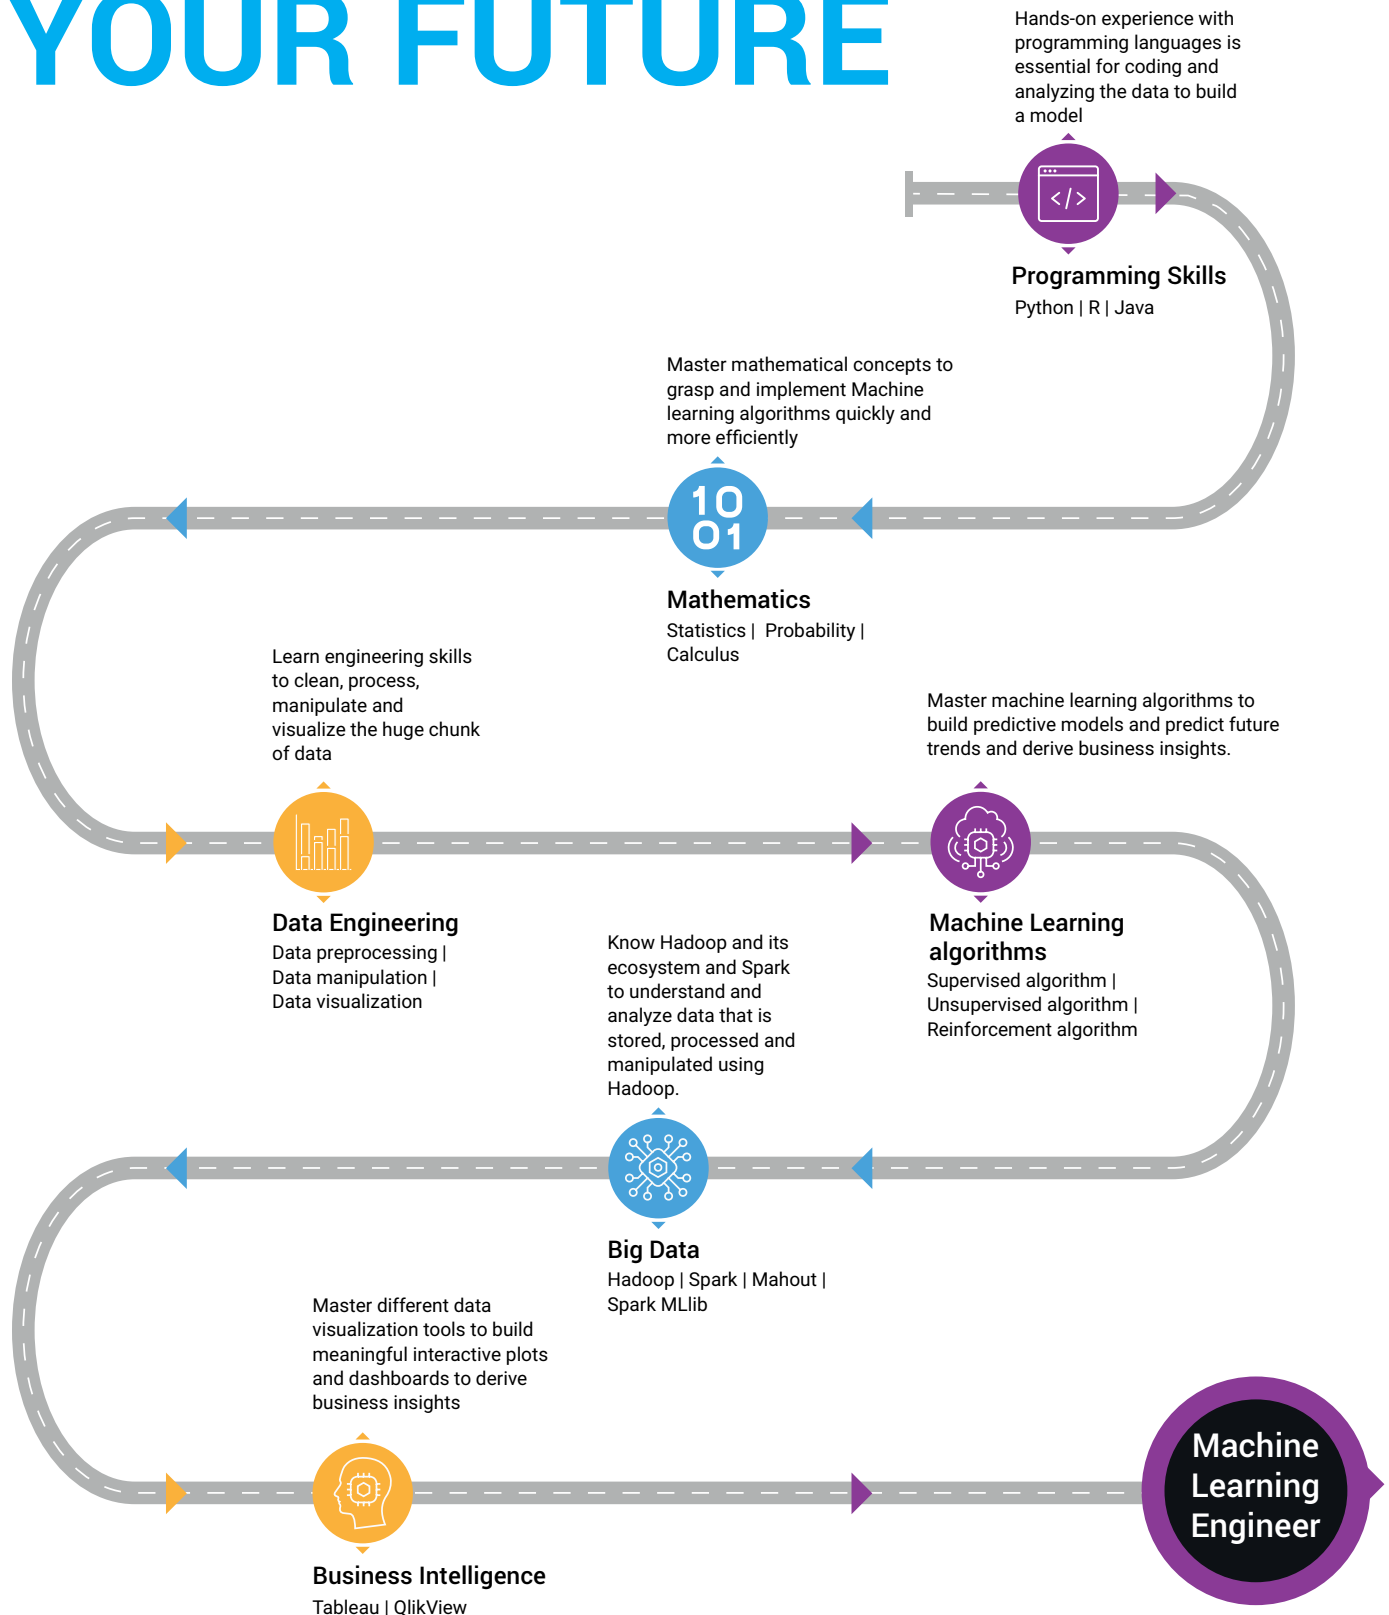 YOUR FUTURE
Hands-on experience with
programming languages is
essential for coding and
analyzing the data to build
a model
</>
Programming Skills
Python | R | Java
Master mathematical concepts to
grasp and implement Machine
learning algorithms quickly and
more efficiently
10
01
Mathematics
Statistics | Probability |
Calculus
Learn engineering skills
to clean, process,
manipulate and
visualize the huge chunk
of data
Data Engineering
Data preprocessing |
Data manipulation |
Data visualization
Master machine learning algorithms to
build predictive models and predict future
trends and derive business insights.
Machine Learning
algorithms
Supervised algorithm |
Unsupervised algorithm |
Reinforcement algorithm
Know Hadoop and its
ecosystem and Spark
to understand and
analyze data that is
stored, processed and
manipulated using
Hadoop.
Big Data
Hadoop | Spark | Mahout |
Spark MLlib
Master different data
visualization tools to build
meaningful interactive plots
and dashboards to derive
business insights
Business Intelligence
Tableau | QlikView
Machine
Learning
Engineer